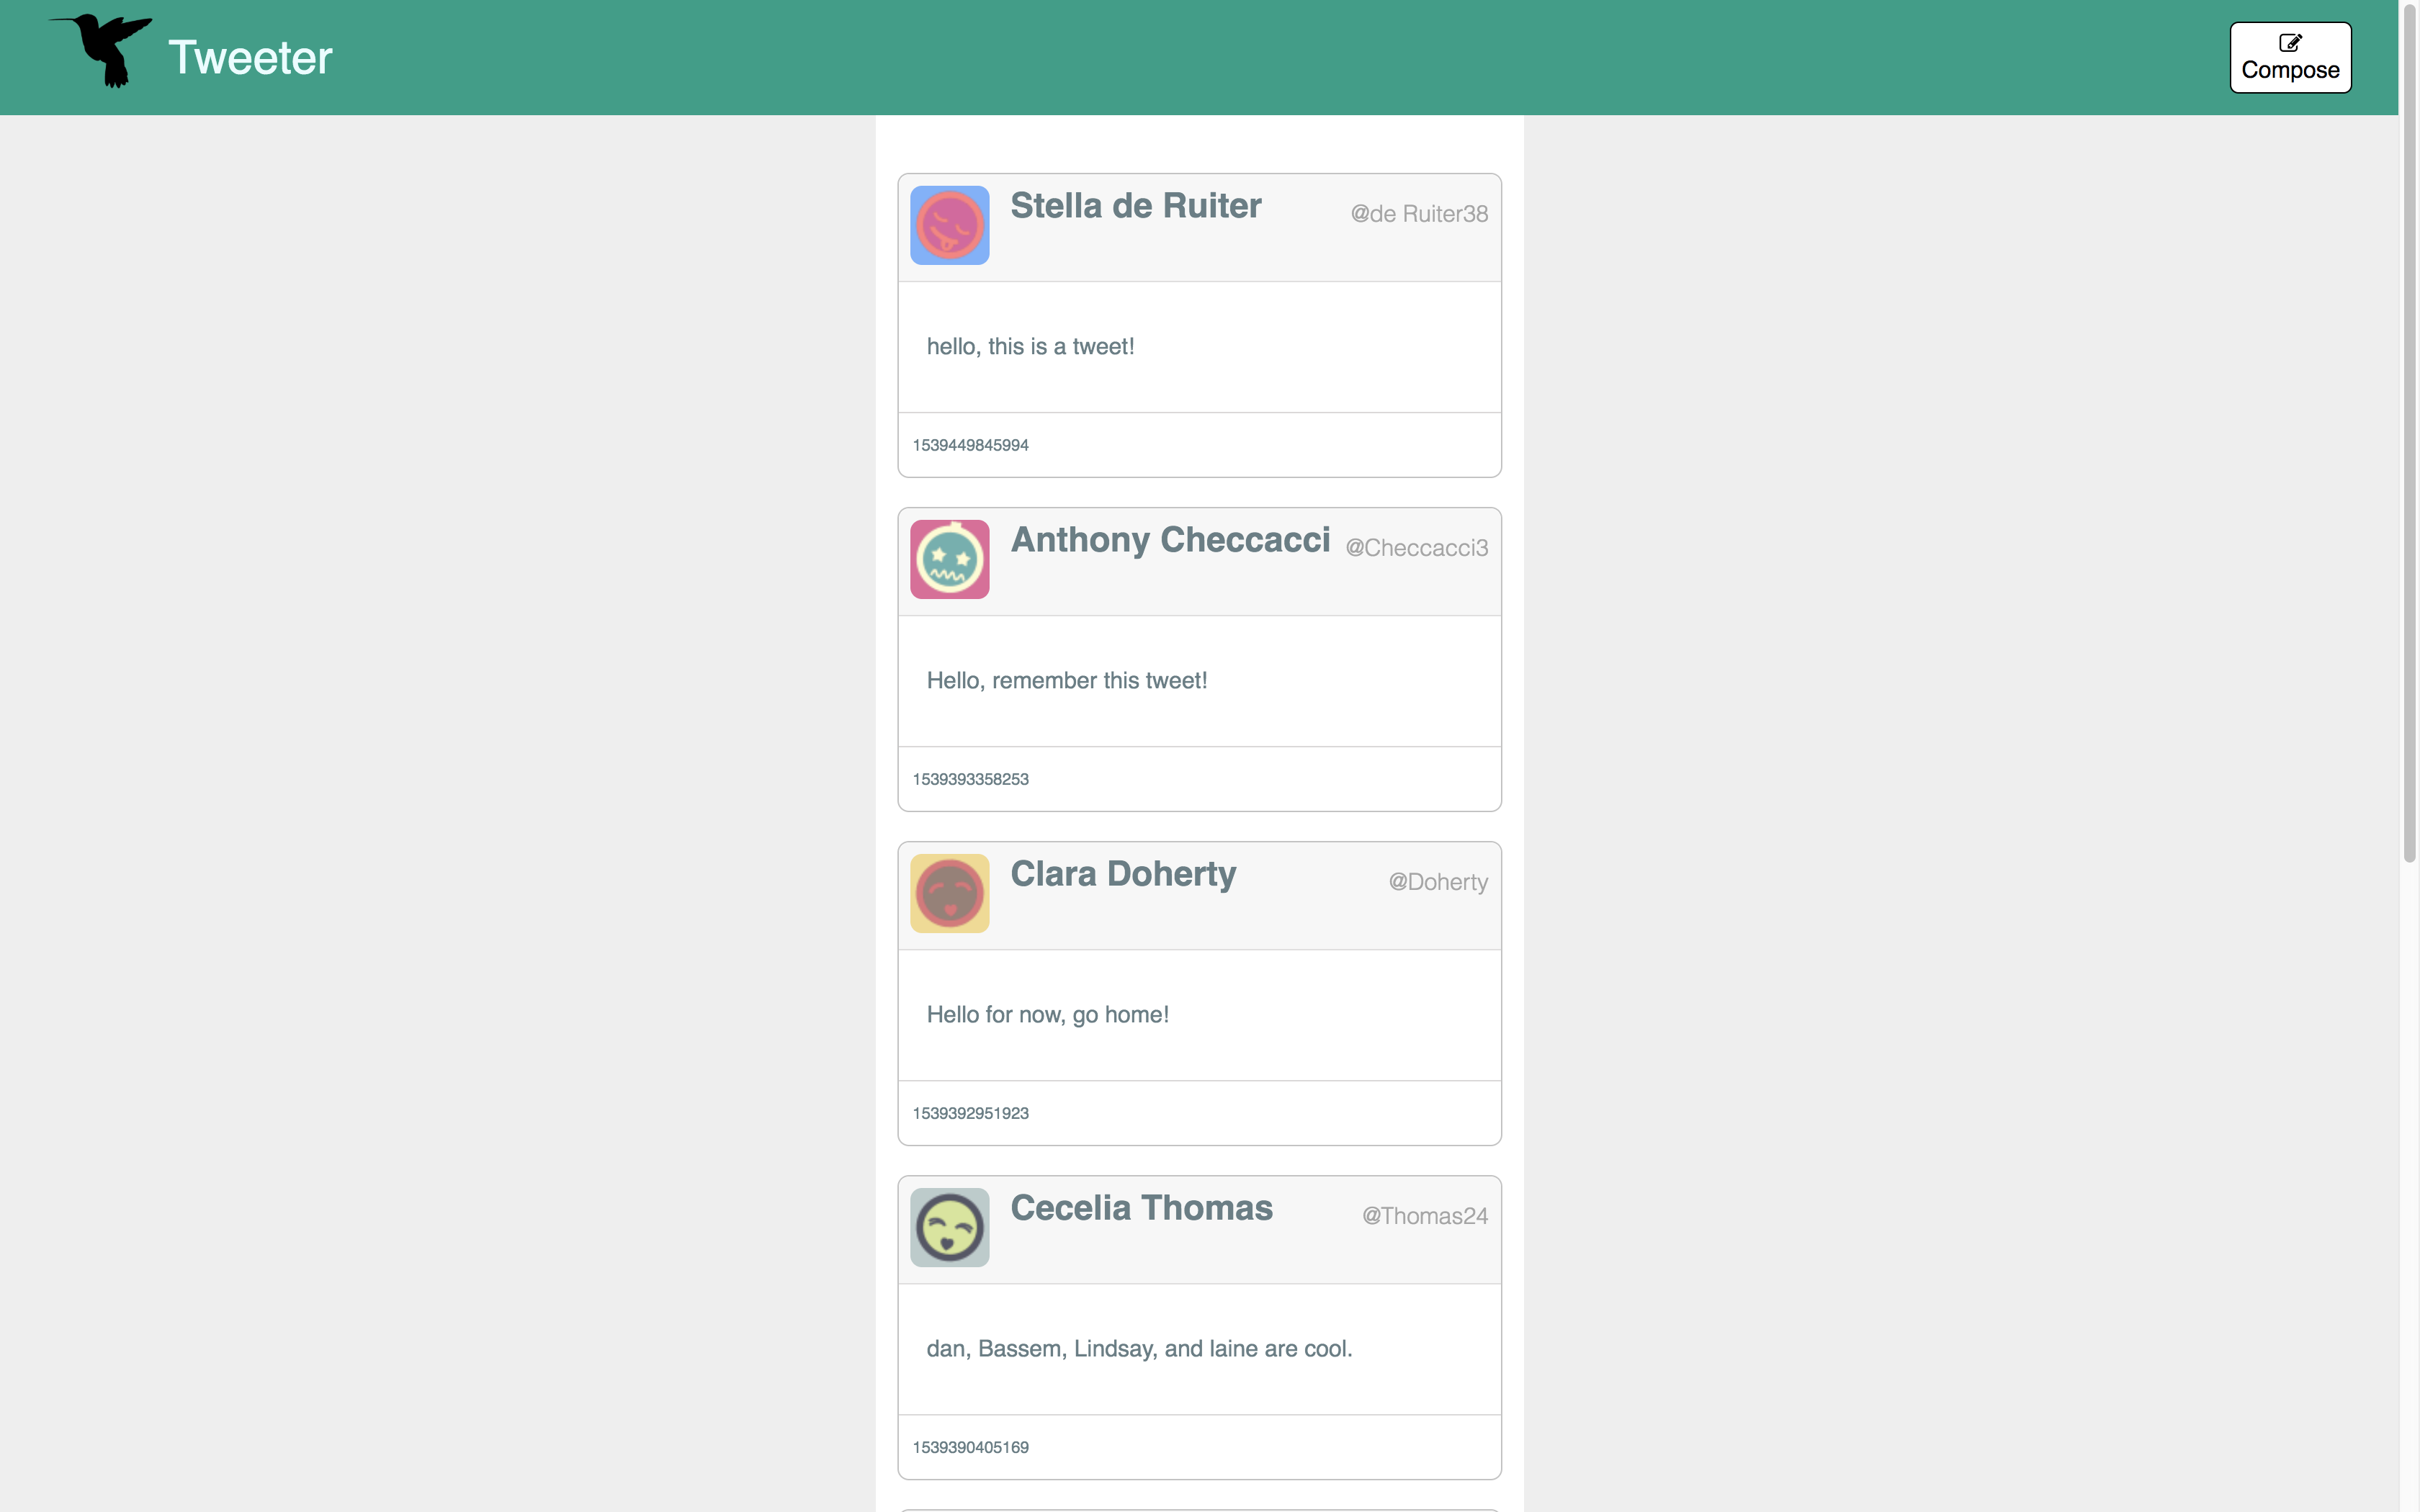 Tweeter
Compose
Stella de Ruiter
@de Ruiter38
hello, this is a tweet!
1539449845994
Anthony Checcacci
@Checcacci3
Hello, remember this tweet!
1539393358253
Clara Doherty
@Doherty
Hello for now, go home!
1539392951923
Cecelia Thomas
@Thomas24
dan, Bassem, Lindsay, and laine are cool.
1539390405169